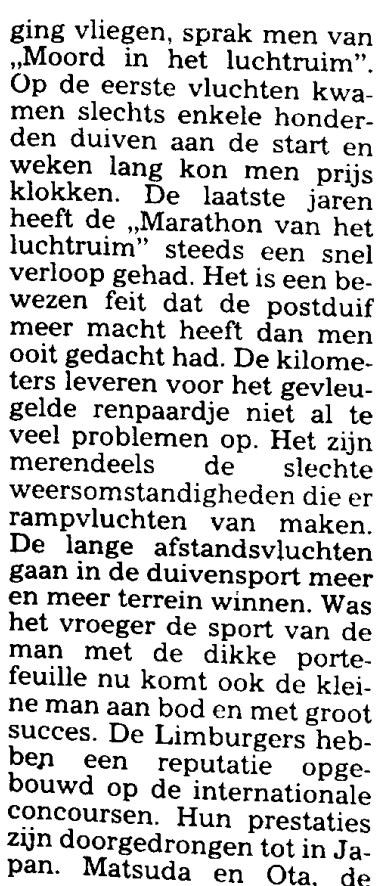 ging vliegen, sprak men van
„Moord in het luchtruim”.
Op de eerste vluchten kwa-
men slechts enkele honder-
den duiven aan de start en
weken lang kon men prijs
klokken. De laatste jaren
heeft de „Marathon van het
luchtruim” steeds een snel
verloop gehad. Het is een be-
wezen feit dat de postduif
meer macht heeft dan men
ooit gedacht had. De kilome-
ters leveren voor het gevleu-
gelde renpaardje niet al te
veel problemen op. Het zijn
merendeels de slechte
weersomstandigheden die er
rampvluchten van maken.
De lange afstandsvluchten
gaan in de duivensport meer
en meer terrein winnen. Was
het vroeger de sport van de
man met de dikke porte-
feuille nu komt ook de klei-
ne man aan bod en met groot
succes. De Limburgers heb-
ben een reputatie opge-
bouwd op de internationale
concoursen. Hun prestaties
zijn doorgedrongen tot in Ja-
pan. Matsuda en Ota, de